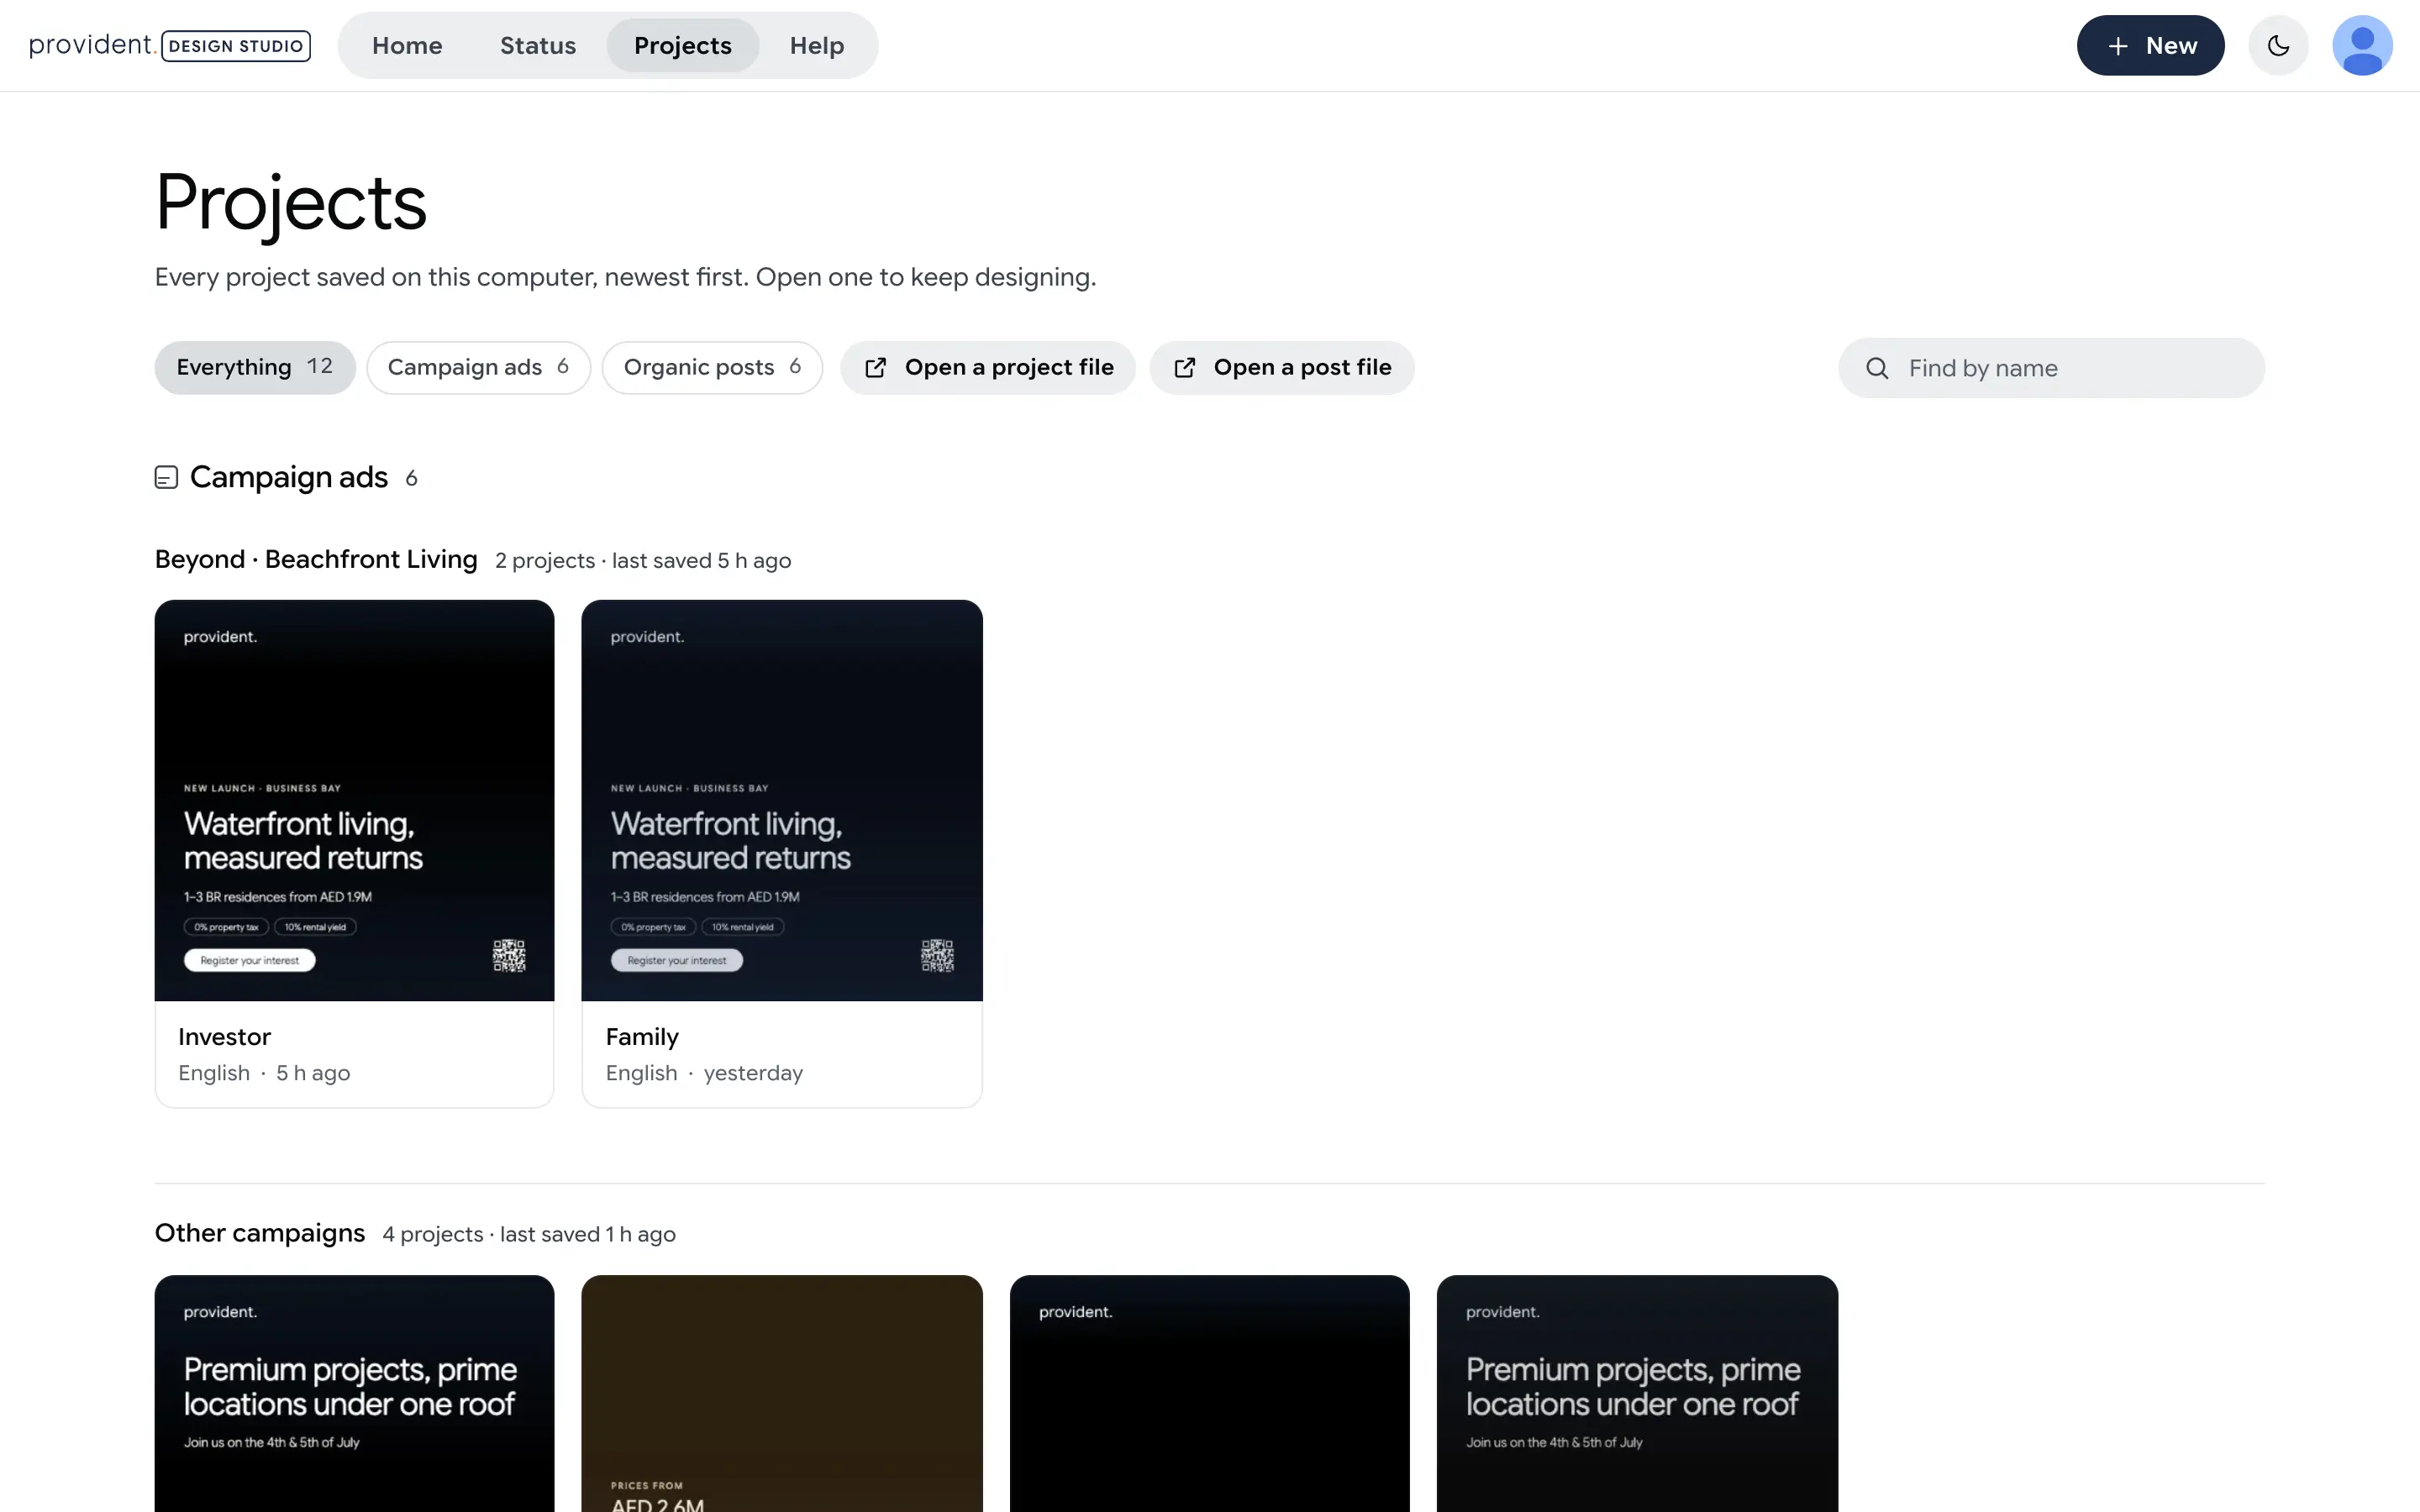 provident. DESIGN STUDIO
Home Status Projects Help
New
Projects
Every project saved on this computer, newest first. Open one to keep designing.
Everything 12 Campaign ads 6 Organic posts 6 Open a project file Open a post file Find by name
Campaign ads 6
Beyond · Beachfront Living 2 projects · last saved 5 h ago
provident.
NEW LAUNCH · BUSINESS BAY
Waterfront living,
measured returns
1–3 BR residences from AED 1.9M
0% property tax 10% rental yield
Register your interest
Investor
English · 5 h ago
provident.
NEW LAUNCH · BUSINESS BAY
Waterfront living,
measured returns
1–3 BR residences from AED 1.9M
0% property tax 10% rental yield
Register your interest
Family
English · yesterday
Other campaigns 4 projects · last saved 1 h ago
provident.
Premium projects, prime
locations under one roof
Join us on the 4th & 5th of July
PRICES FROM
AED 2.6M
provident.
provident.
Premium projects, prime
locations under one roof
Join us on the 4th & 5th of July